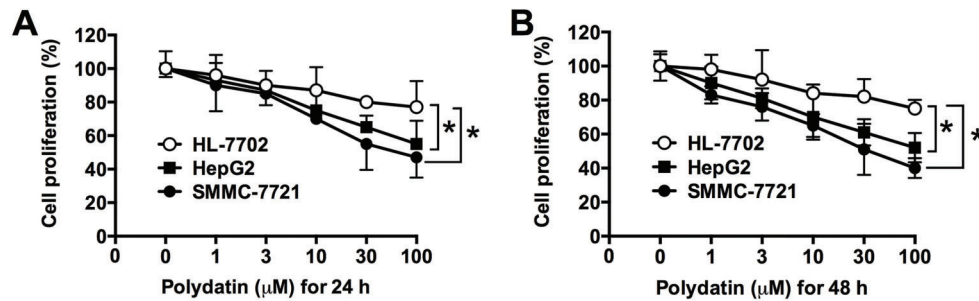 A
Cell proliferation (%)
120
100
80
60
40
20
0
HL-7702
HepG2
SMMC-7721
*
*
0 0 1 3 10 30 100
Polydatin (μM) for 24 h
B
Cell proliferation (%)
120
100
80
60
40
20
0
HL-7702
HepG2
SMMC-7721
*
*
0 0 1 3 10 30 100
Polydatin (μM) for 48 h